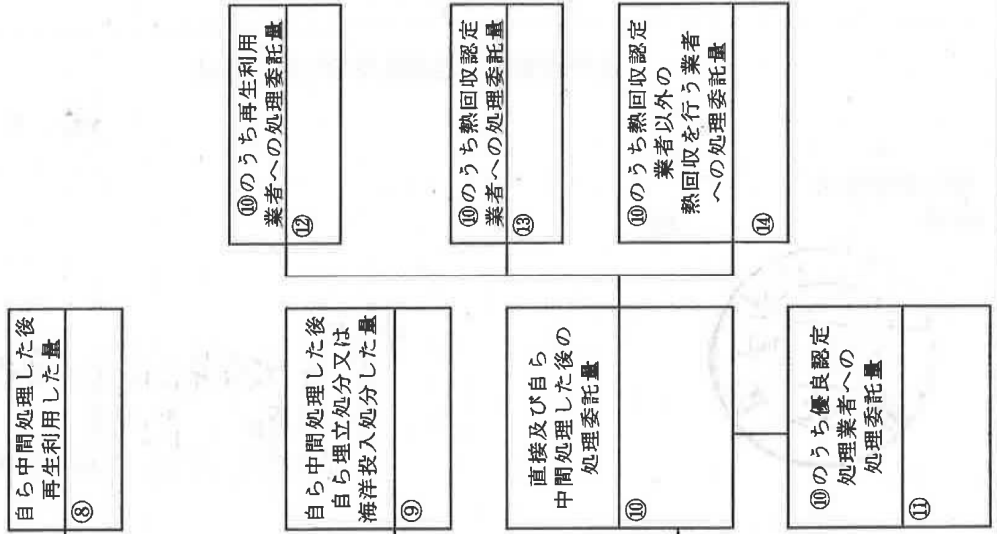 自ら中間処理した後
再生利用した量
⑧
自ら中間処理した後
自ら埋立処分又は
海洋投入処分した量
⑨
直接及び自ら
中間処理した後の
処理委託量
⑩
⑩のうち優良認定
処理業者への
処理委託量
⑪
⑩のうち再生利用
業者への処理委託量
⑫
⑩のうち熱回収認定
業者への処理委託量
⑬
⑩のうち熱回収認定
業者以外の
熱回収を行う業者
への処理委託量
⑭